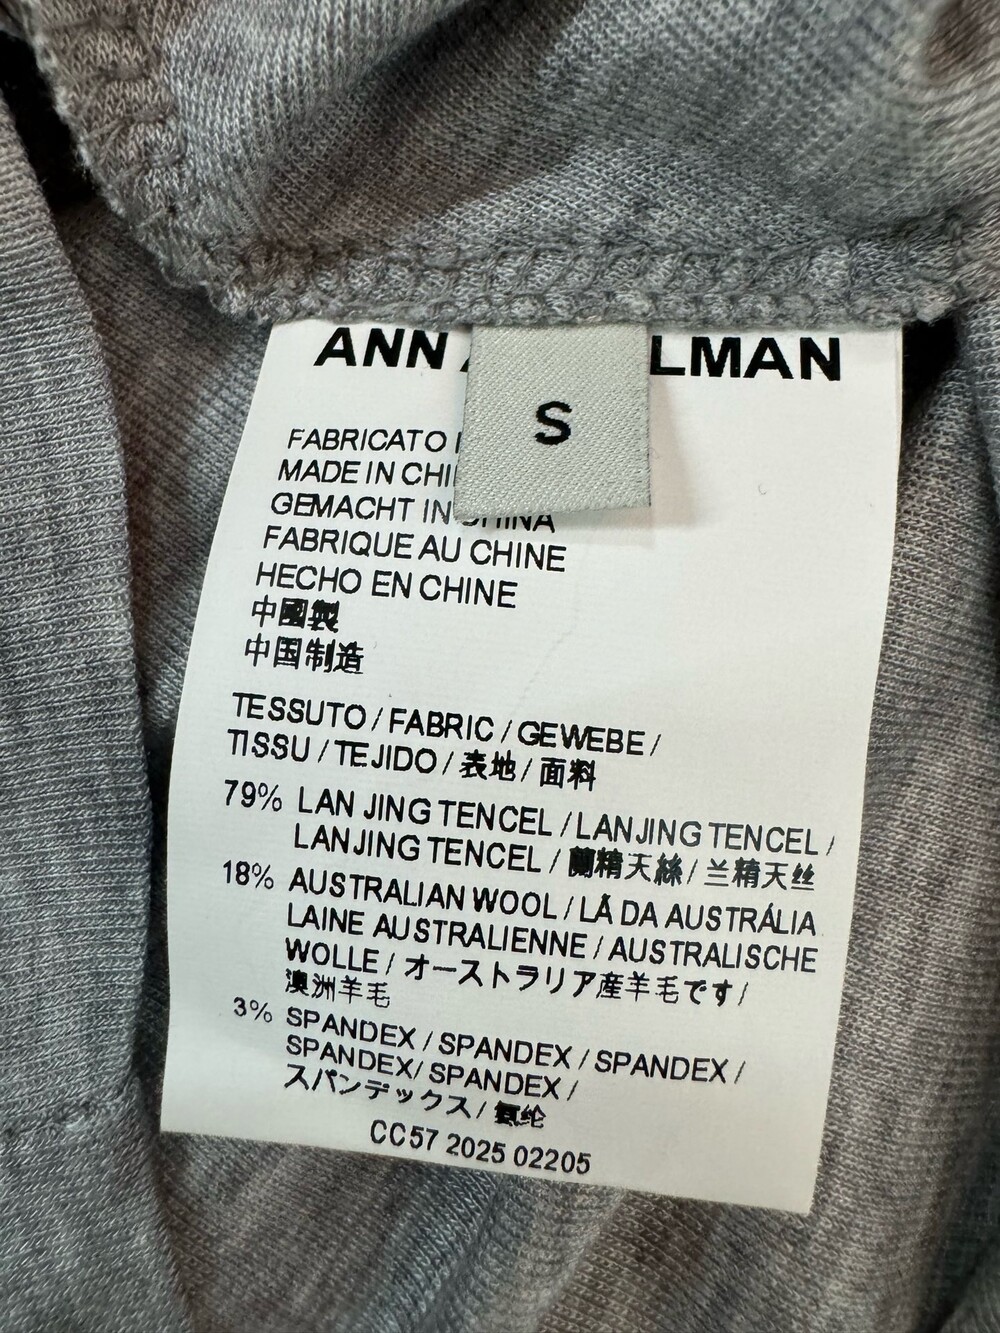 ANN LMAN
S
FABRICATO
MADE IN CHI
GEMACHT IN CHINA
FABRIQUE AU CHINE
HECHO EN CHINE
中國製
中国制造
TESSUTO / FABRIC / GEWEBE /
TISSU / TEJIDO / 表地 / 面料
79% LAN JING TENCEL / LANJING TENCEL /
LANJING TENCEL / 蘭精天絲 / 兰精天丝
18% AUSTRALIAN WOOL / LÃ DA AUSTRÁLIA
LAINE AUSTRALIENNE / AUSTRALISCHE
WOLLE / オーストラリア産羊毛です /
澳洲羊毛
3% SPANDEX / SPANDEX / SPANDEX /
SPANDEX / SPANDEX /
スパンデックス / 氨纶
CC57 2025 02205